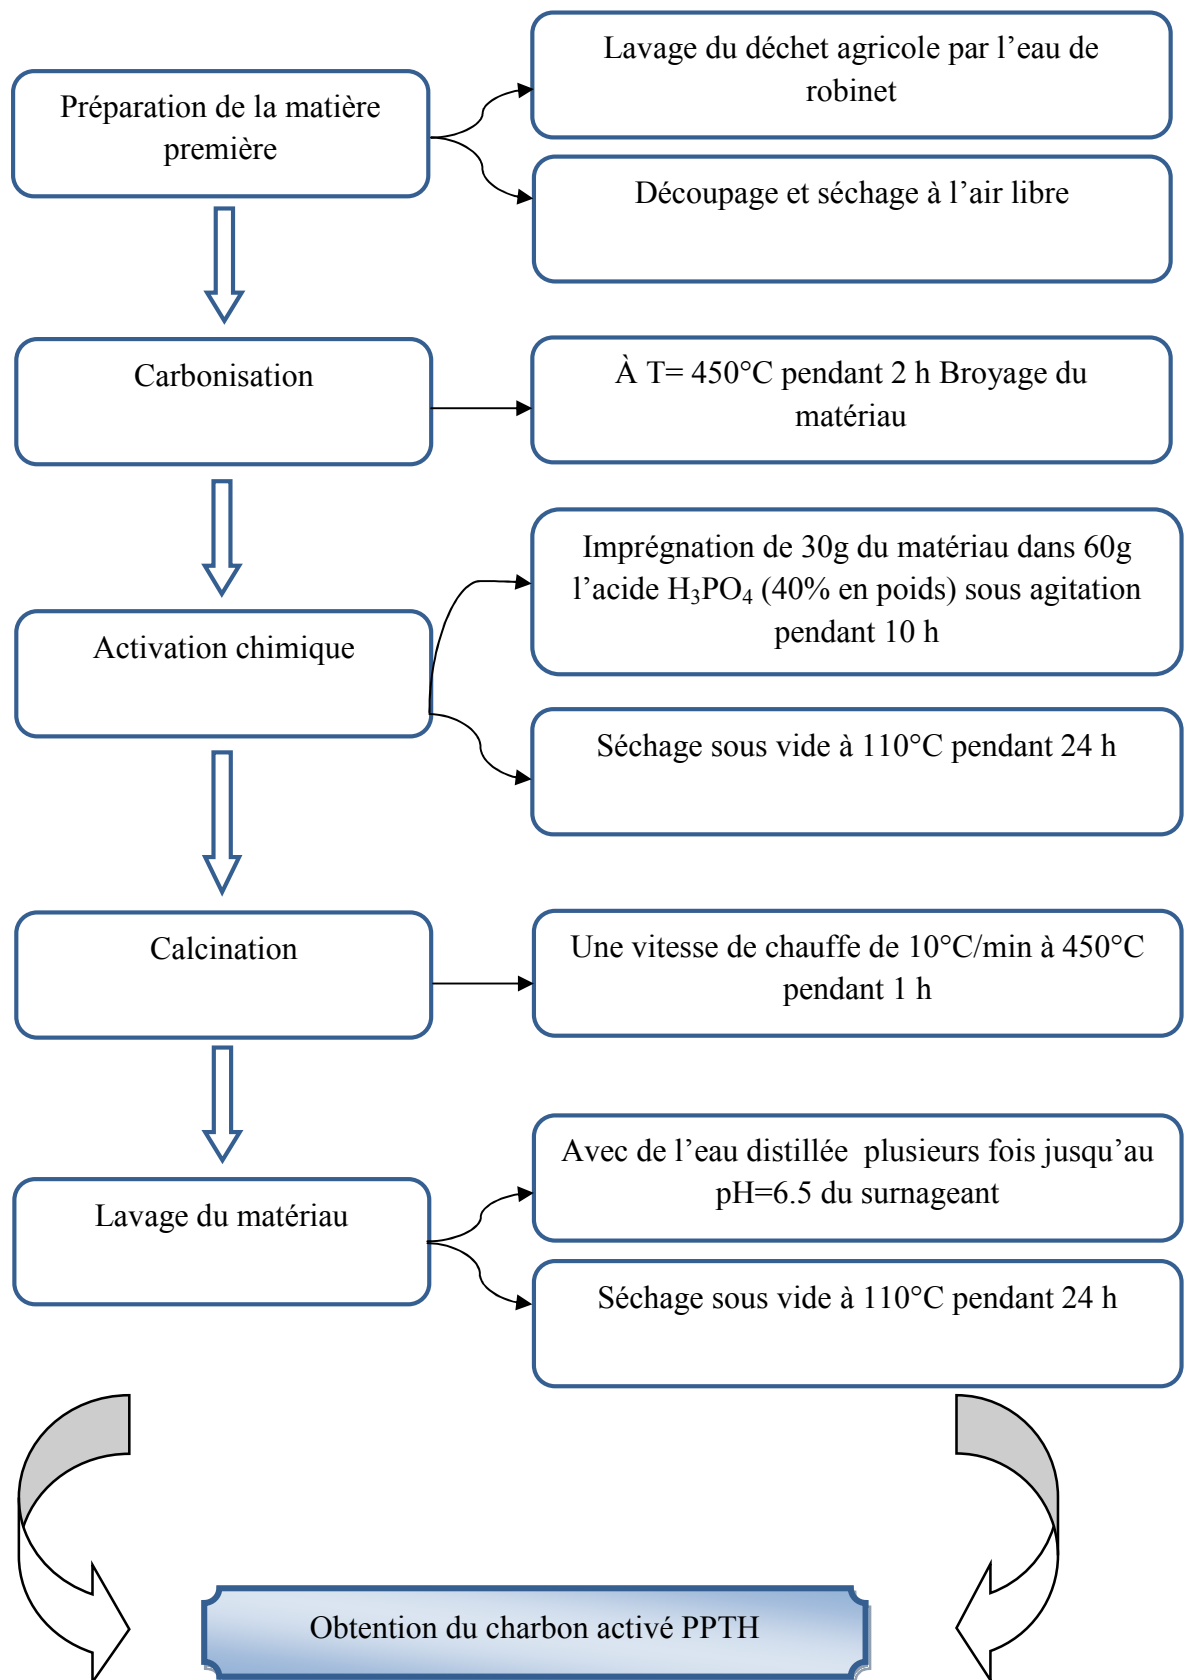 Préparation de la matière
première
Lavage du déchet agricole par l’eau de
robinet
Découpage et séchage à l’air libre
Carbonisation
À T= 450°C pendant 2 h Broyage du
matériau
Activation chimique
Imprégnation de 30g du matériau dans 60g
l’acide H₃PO₄ (40% en poids) sous agitation
pendant 10 h
Séchage sous vide à 110°C pendant 24 h
Calcination
Une vitesse de chauffe de 10°C/min à 450°C
pendant 1 h
Lavage du matériau
Avec de l’eau distillée  plusieurs fois jusqu’au
pH=6.5 du surnageant
Séchage sous vide à 110°C pendant 24 h
Obtention du charbon activé PPTH